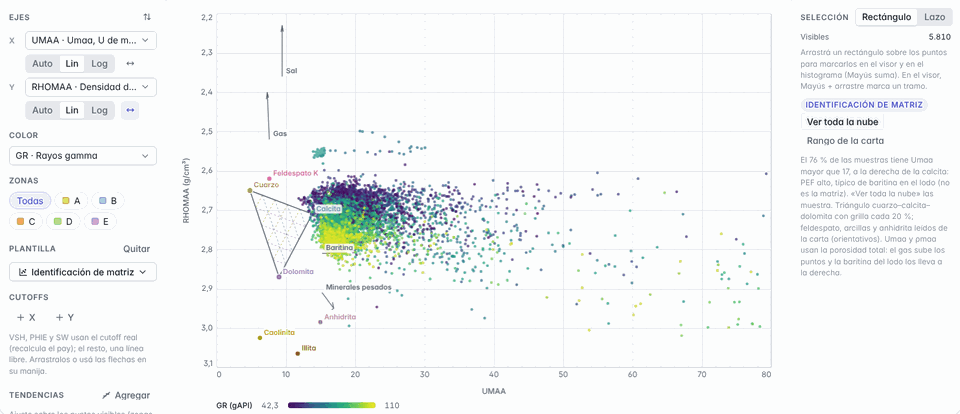 EJES
X
UMAA · Umaa, U de m...
Auto Lin Log
Y
RHOMAA · Densidad d...
Auto Lin Log
COLOR
GR · Rayos gamma
ZONAS
Todas A B
C D E
PLANTILLA Quitar
Identificación de matriz
CUTOFFS
+ X + Y
VSH, PHIE y SW usan el cutoff real
(recalcula el pay); el resto, una línea
libre. Arrastralos o usá las flechas en
su manija.
TENDENCIAS Agregar
2,2
2,3
2,4
2,5
2,6
2,7
2,8
2,9
3,0
3,1
RHOMAA (g/cm³)
Sal
Gas
Feldespato K
Cuarzo
Calcita
Baritina
Dolomita
Minerales pesados
Anhidrita
Caolinita
Illita
0 10 20 30 40 50 60 70 80
UMAA
GR (gAPI) 42,3 110
SELECCIÓN Rectángulo Lazo
Visibles 5.810
Arrastrá un rectángulo sobre los puntos
para marcarlos en el visor y en el
histograma (Mayús suma). En el visor,
Mayús + arrastre marca un tramo.
IDENTIFICACIÓN DE MATRIZ
Ver toda la nube
Rango de la carta
El 76 % de las muestras tiene Umaa
mayor que 17, a la derecha de la calcita:
PEF alto, típico de baritina en el lodo (no
es la matriz). «Ver toda la nube» las
muestra. Triángulo cuarzo–calcita–
dolomita con grilla cada 20 %;
feldespato, arcillas y anhidrita leídos de
la carta (orientativos). Umaa y ρmaa
usan la porosidad total: el gas sube los
puntos y la baritina del lodo los lleva a
la derecha.